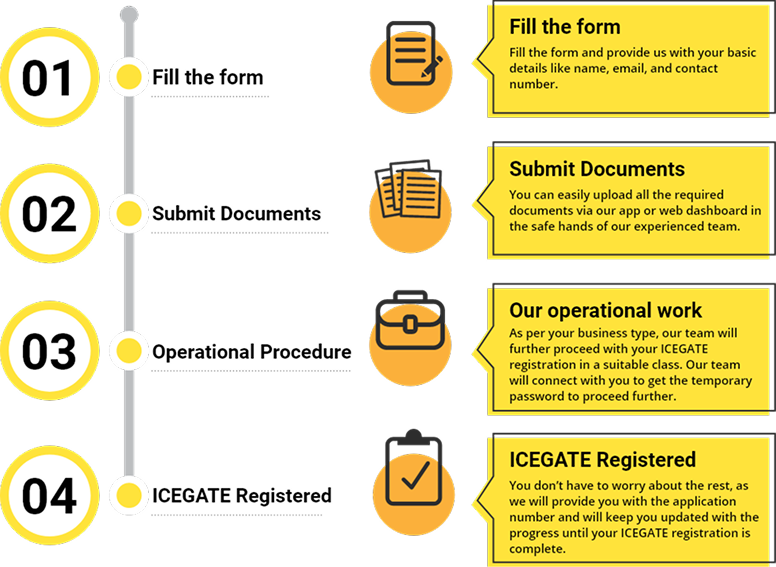 01
Fill the form
Fill the form
Fill the form and provide us with your basic
details like name, email, and contact
number.
02
Submit Documents
Submit Documents
You can easily upload all the required
documents via our app or web dashboard in
the safe hands of our experienced team.
03
Operational Procedure
Our operational work
As per your business type, our team will
further proceed with your ICEGATE
registration in a suitable class. Our team
will connect with you to get the temporary
password to proceed further.
04
ICEGATE Registered
ICEGATE Registered
You don't have to worry about the rest, as
we will provide you with the application
number and will keep you updated with the
progress until your ICEGATE registration is
complete.